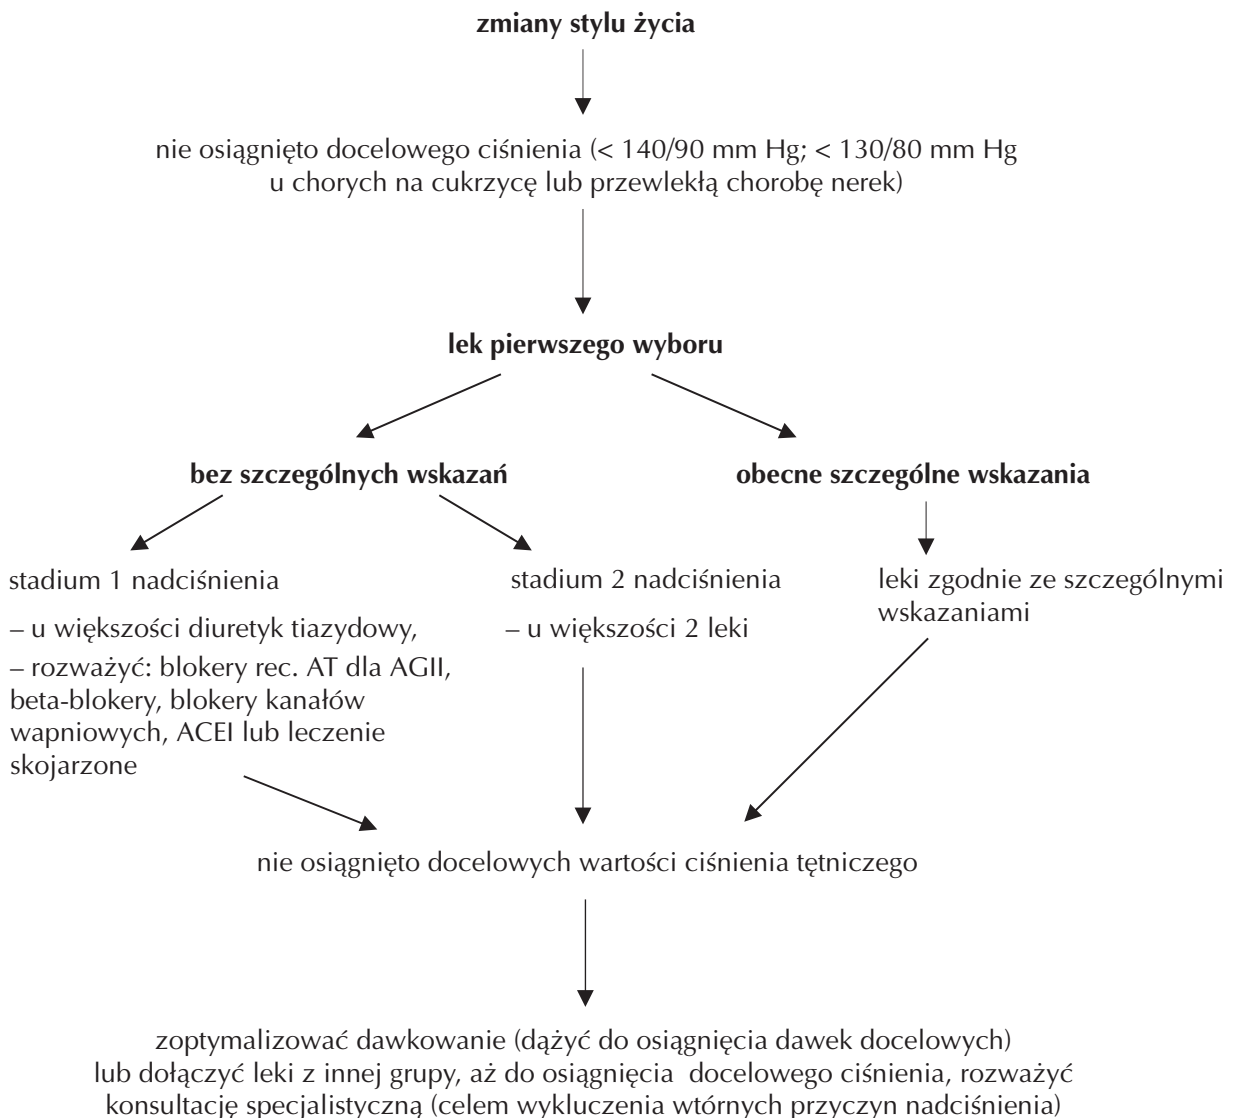 zmiany stylu życia
nie osiągnięto docelowego ciśnienia (< 140/90 mm Hg; < 130/80 mm Hg
u chorych na cukrzycę lub przewlekłą chorobę nerek)
lek pierwszego wyboru
bez szczególnych wskazań
obecne szczególne wskazania
stadium 1 nadciśnienia
– u większości diuretyk tiazydowy,
– rozważyć: blokery rec. AT dla AGII,
beta-blokery, blokery kanałów
wapniowych, ACEI lub leczenie
skojarzone
stadium 2 nadciśnienia
– u większości 2 leki
leki zgodnie ze szczególnymi
wskazaniami
nie osiągnięto docelowych wartości ciśnienia tętniczego
zoptymalizować dawkowanie (dążyć do osiągnięcia dawek docelowych)
lub dołączyć leki z innej grupy, aż do osiągnięcia docelowego ciśnienia, rozważyć
konsultację specjalistyczną (celem wykluczenia wtórnych przyczyn nadciśnienia)